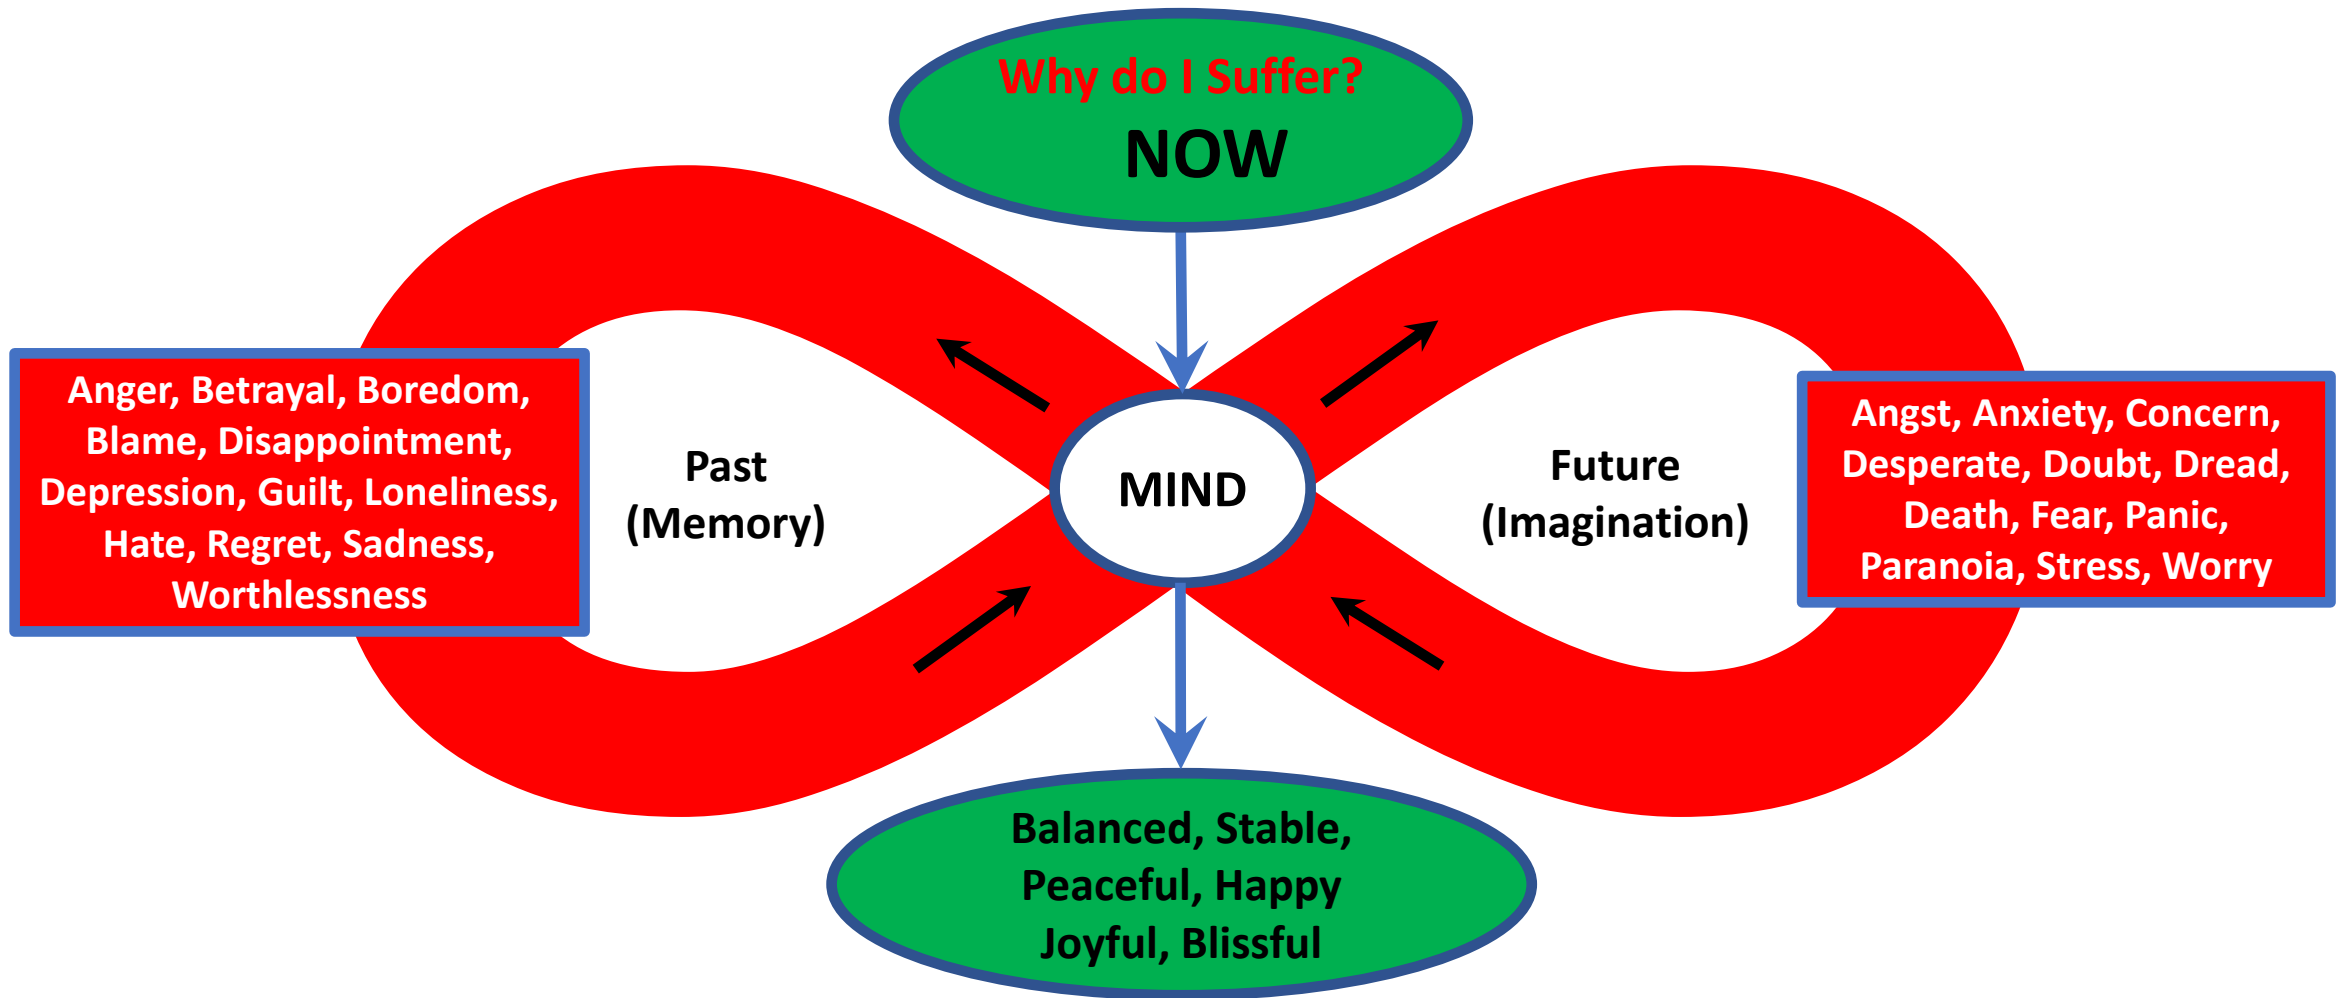 Why do I Suffer?
NOW
Anger, Betrayal, Boredom,
Blame, Disappointment,
Depression, Guilt, Loneliness,
Hate, Regret, Sadness,
Worthlessness
Past
(Memory)
MIND
Future
(Imagination)
Angst, Anxiety, Concern,
Desperate, Doubt, Dread,
Death, Fear, Panic,
Paranoia, Stress, Worry
Balanced, Stable,
Peaceful, Happy
Joyful, Blissful